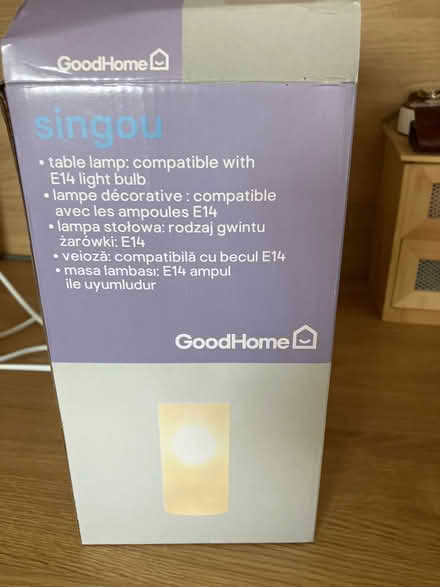 GoodHome
singou
• table lamp: compatible with
E14 light bulb
• lampe décorative : compatible
avec les ampoules E14
• lampa stołowa: rodzaj gwintu
żarówki: E14
• veioză: compatibilă cu becul E14
• masa lambası: E14 ampul
ile uyumludur
GoodHome